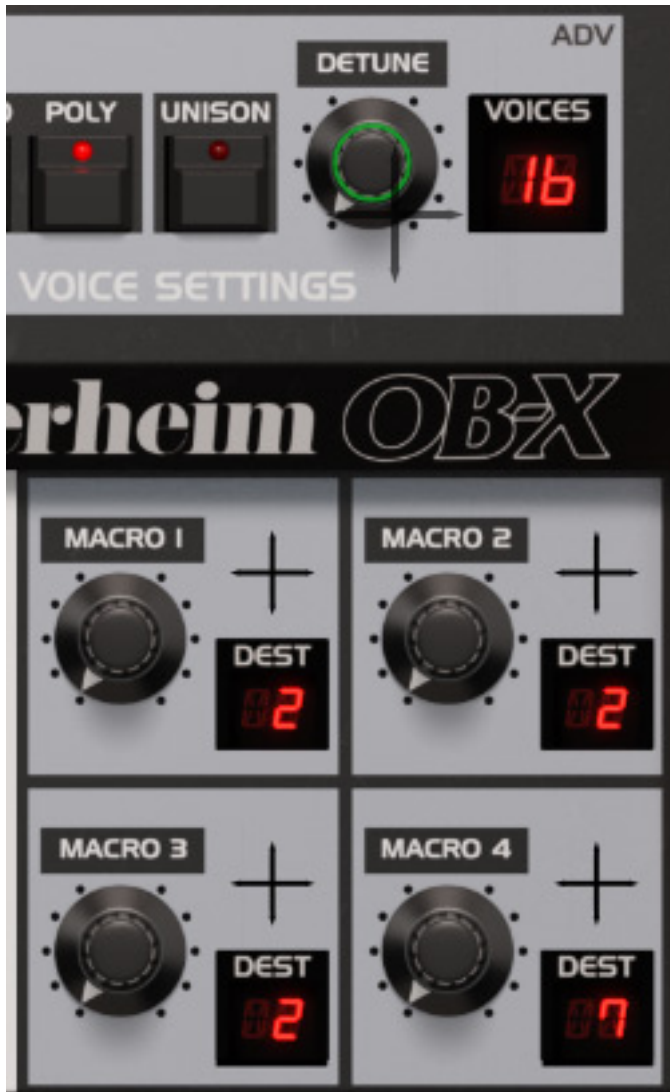 ADV
DETUNE
POLY
UNISON
VOICES
16
VOICE SETTINGS
erheim OB-X
MACRO 1
MACRO 2
DEST
2
DEST
2
MACRO 3
MACRO 4
DEST
2
DEST
7